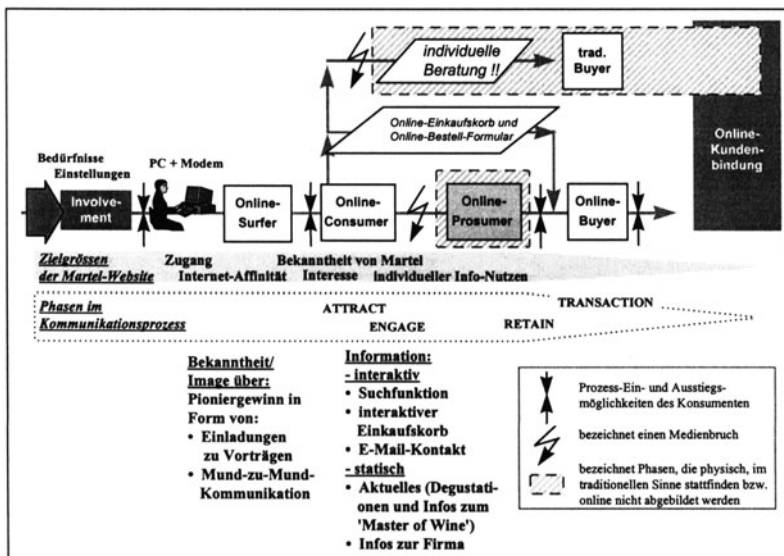 individuelle
Beratung !!
trad.
Buyer
Online-Einkaufskorb und
Online-Bestell-Formular
Online-
Kunden-
bindung
Bedürfnisse
Einstellungen
PC + Modem
Involve-
ment
Online-
Surfer
Online-
Consumer
Online-
Prosumer
Online-
Buyer
Zielgrössen
der Martel-Website
Zugang
Internet-Affinität
Bekanntheit von Martel
Interesse
individueller Info-Nutzen
Phasen im
Kommunikationsprozess
ATTRACT
ENGAGE
RETAIN
TRANSACTION
Bekanntheit/
Image über:
Pioniergewinn in
Form von:
• Einladungen
zu Vorträgen
• Mund-zu-Mund-
Kommunikation
Information:
- interaktiv
• Suchfunktion
• interaktiver
Einkaufskorb
• E-Mail-Kontakt
- statisch
• Aktuelles (Degustati-
onen und Infos zum
'Master of Wine')
• Infos zur Firma
Prozess-Ein- und Ausstiegs-
möglichkeiten des Konsumenten
bezeichnet einen Medienbruch
bezeichnet Phasen, die physisch, im
traditionellen Sinne stattfinden bzw.
online nicht abgebildet werden